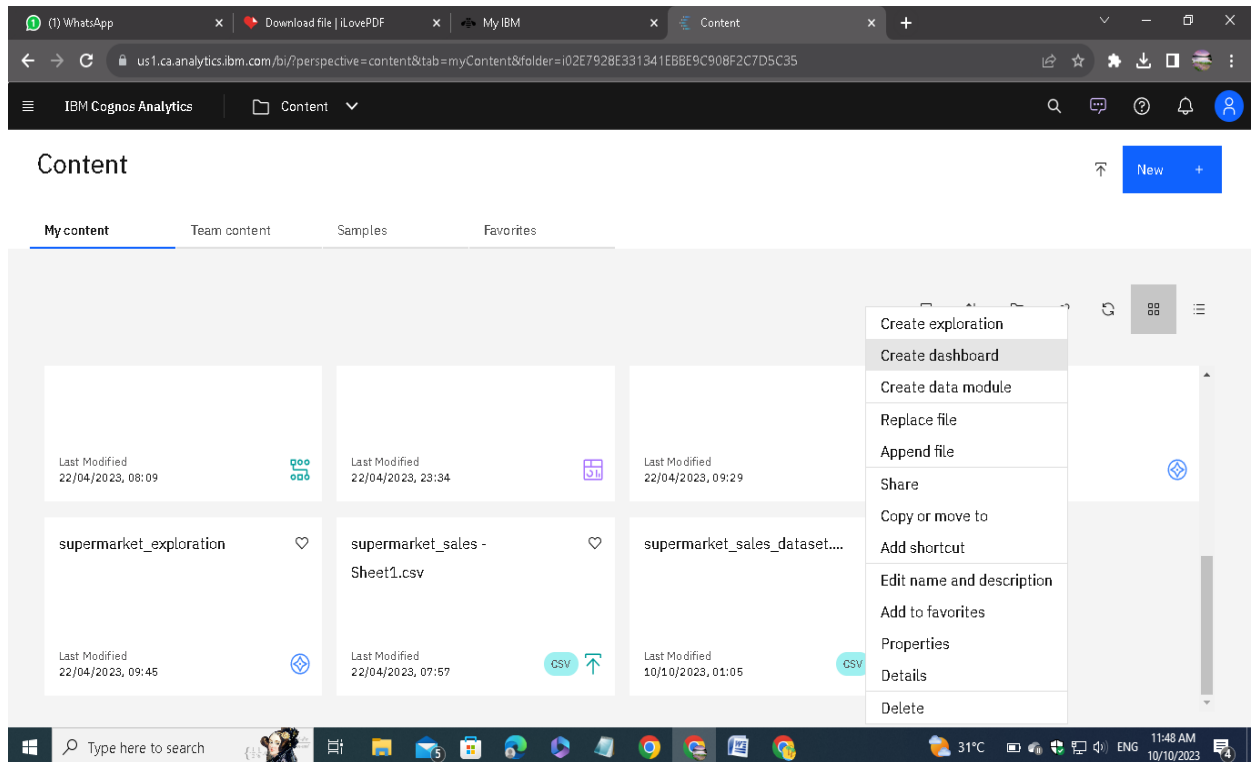 (1) WhatsApp
Download file | iLovePDF
My IBM
Content
us1.ca.analytics.ibm.com/bi/?perspective=content&tab=myContent&folder=i02E7928E331341EBBE9C908F2C7D5C35
IBM Cognos Analytics
Content
Content
New +
My content
Team content
Samples
Favorites
Create exploration
Create dashboard
Create data module
Replace file
Append file
Share
Copy or move to
Add shortcut
Edit name and description
Add to favorites
Properties
Details
Delete
Last Modified
22/04/2023, 08:09
Last Modified
22/04/2023, 23:34
Last Modified
22/04/2023, 09:29
supermarket_exploration
Last Modified
22/04/2023, 09:45
supermarket_sales -
Sheet1.csv
Last Modified
22/04/2023, 07:57
CSV
supermarket_sales_dataset....
Last Modified
10/10/2023, 01:05
CSV
Type here to search
5
31°C
ENG
11:48 AM
10/10/2023
4